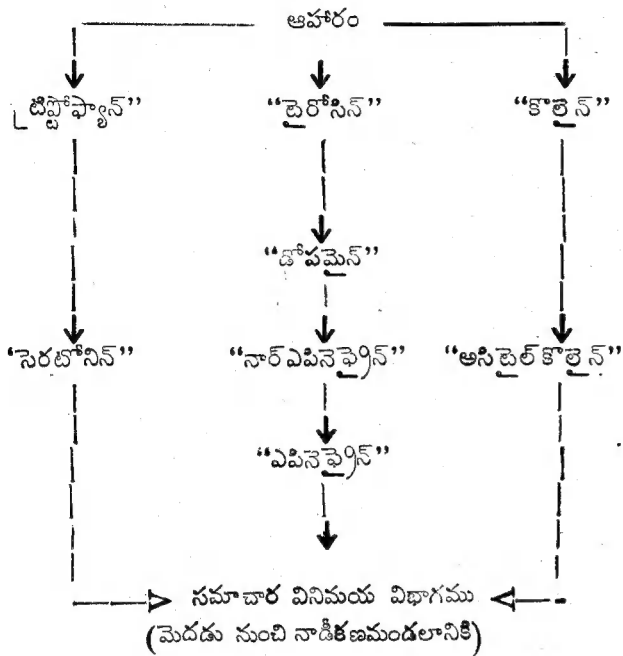 ఆహారం
ట్రిప్టోఫ్యాన్” “టైరోసిన్” “కొలైన్”
“డోపమైన్”
‘సెరటోనిన్” “నార్ఎపినెఫ్రైన్” “అసిటైల్కొలైన్”
“ఎపినెఫ్రైన్”
సమాచార వినిమయ విభాగము
(మెదడు నుంచి నాడీకణమండలానికి)